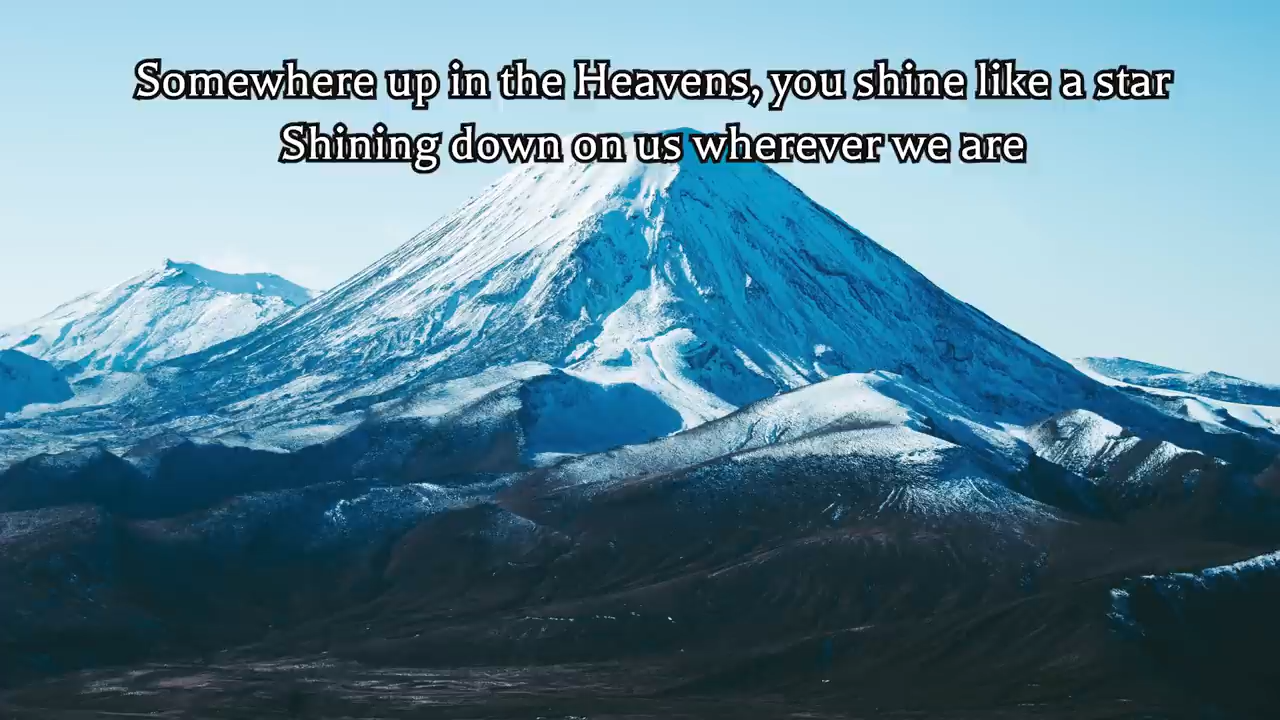 Somewhere up in the Heavens, you shine like a star
Shining down on us wherever we are